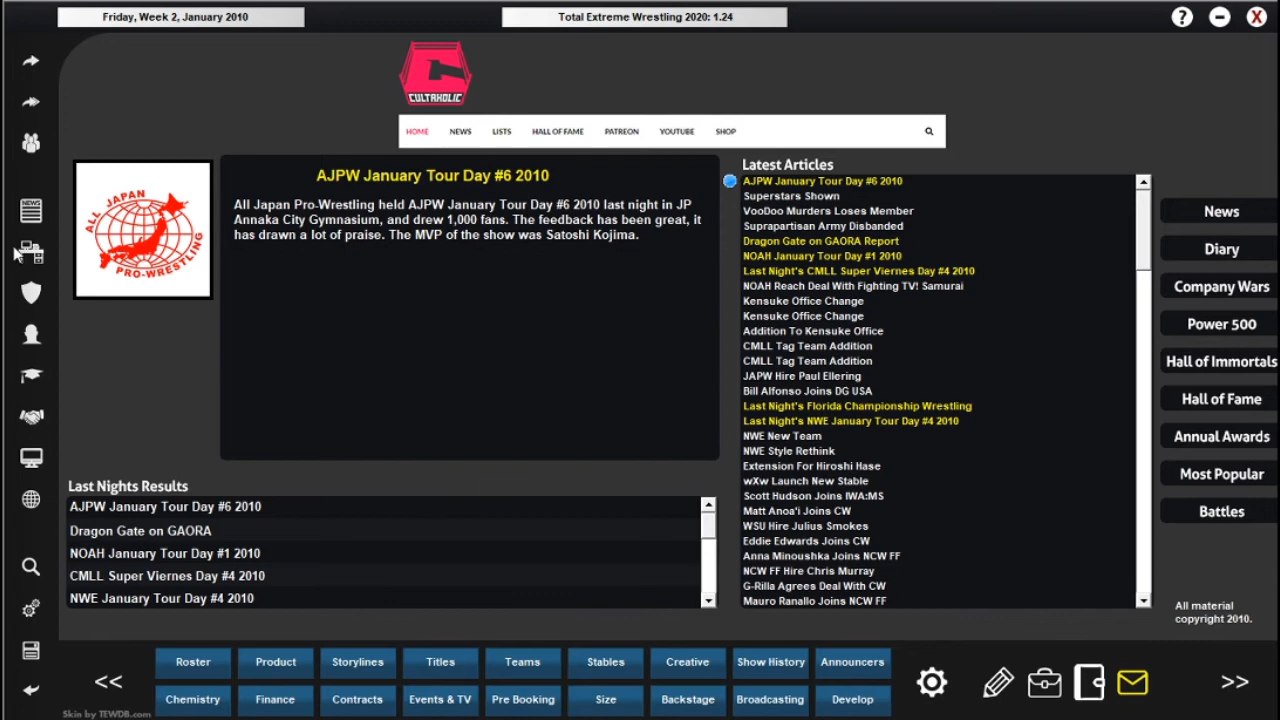 Friday, Week 2, January 2010
Total Extreme Wrestling 2020: 1.24
?
X
CULTAHOLIC
HOME NEWS LISTS HALL OF FAME PATREON YOUTUBE SHOP
ALL JAPAN
PRO-WRESTLING
AJPW January Tour Day #6 2010
All Japan Pro-Wrestling held AJPW January Tour Day #6 2010 last night in JP
Annaka City Gymnasium, and drew 1,000 fans. The feedback has been great, it
has drawn a lot of praise. The MVP of the show was Satoshi Kojima.
Latest Articles
AJPW January Tour Day #6 2010
Superstars Shown
VooDoo Murders Loses Member
Suprapartisan Army Disbanded
Dragon Gate on GAORA Report
NOAH January Tour Day #1 2010
Last Night's CMLL Super Viernes Day #4 2010
NOAH Reach Deal With Fighting TV! Samurai
Kensuke Office Change
Kensuke Office Change
Addition To Kensuke Office
CMLL Tag Team Addition
CMLL Tag Team Addition
JAPW Hire Paul Ellering
Bill Alfonso Joins DG USA
Last Night's Florida Championship Wrestling
Last Night's NWE January Tour Day #4 2010
NWE New Team
NWE Style Rethink
Extension For Hiroshi Hase
wXw Launch New Stable
Scott Hudson Joins IWA:MS
Matt Anoa'i Joins CW
WSU Hire Julius Smokes
Eddie Edwards Joins CW
Anna Minoushka Joins NCW FF
NCW FF Hire Chris Murray
G-Rilla Agrees Deal With CW
Mauro Ranallo Joins NCW FF
News
Diary
Company Wars
Power 500
Hall of Immortals
Hall of Fame
Annual Awards
Most Popular
Battles
All material
copyright 2010.
NEWS
Last Nights Results
AJPW January Tour Day #6 2010
Dragon Gate on GAORA
NOAH January Tour Day #1 2010
CMLL Super Viernes Day #4 2010
NWE January Tour Day #4 2010
<<
Roster Product Storylines Titles Teams Stables Creative Show History Announcers
Chemistry Finance Contracts Events & TV Pre Booking Size Backstage Broadcasting Develop
>>
Skin by TEWDB.com